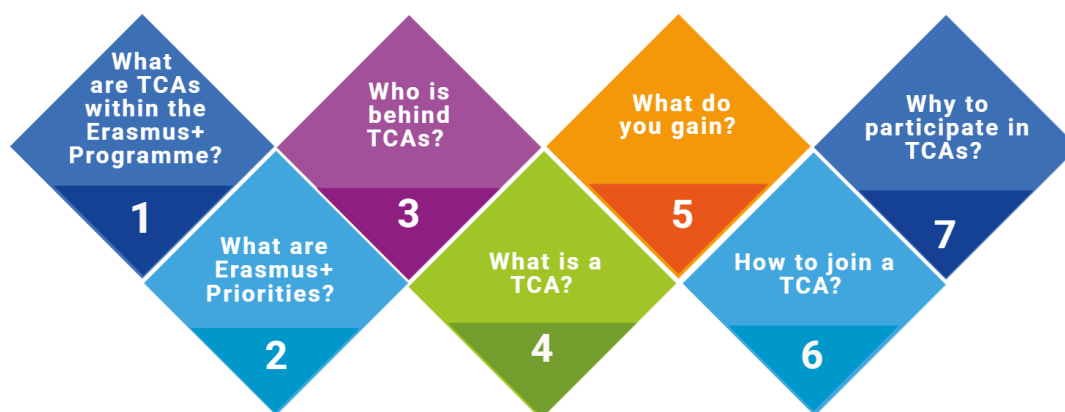 What
are TCAs
within the
Erasmus+
Programme?
1
What are
Erasmus+
Priorities?
2
Who is
behind
TCAs?
3
What is a
TCA?
4
What do
you gain?
5
How to join a
TCA?
6
Why to
participate in
TCAs?
7